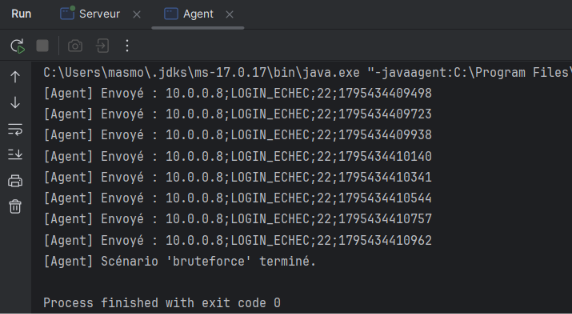 Run Serveur Agent
C:\Users\masmo\.jdks\ms-17.0.17\bin\java.exe "-javaagent:C:\Program Files\
[Agent] Envoyé : 10.0.0.8;LOGIN_ECHEC;22;1795434409498
[Agent] Envoyé : 10.0.0.8;LOGIN_ECHEC;22;1795434409723
[Agent] Envoyé : 10.0.0.8;LOGIN_ECHEC;22;1795434409938
[Agent] Envoyé : 10.0.0.8;LOGIN_ECHEC;22;1795434410140
[Agent] Envoyé : 10.0.0.8;LOGIN_ECHEC;22;1795434410341
[Agent] Envoyé : 10.0.0.8;LOGIN_ECHEC;22;1795434410544
[Agent] Envoyé : 10.0.0.8;LOGIN_ECHEC;22;1795434410757
[Agent] Envoyé : 10.0.0.8;LOGIN_ECHEC;22;1795434410962
[Agent] Scénario 'bruteforce' terminé.
Process finished with exit code 0